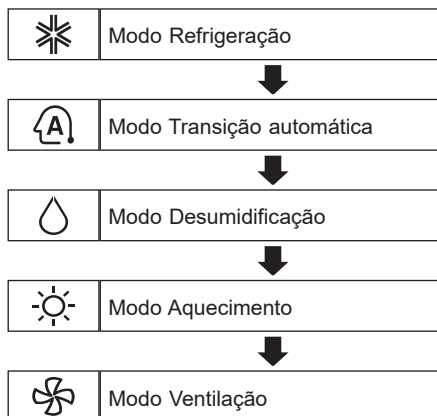 Modo Refrigeração
A
Modo Transição automática
Modo Desumidificação
Modo Aquecimento
Modo Ventilação